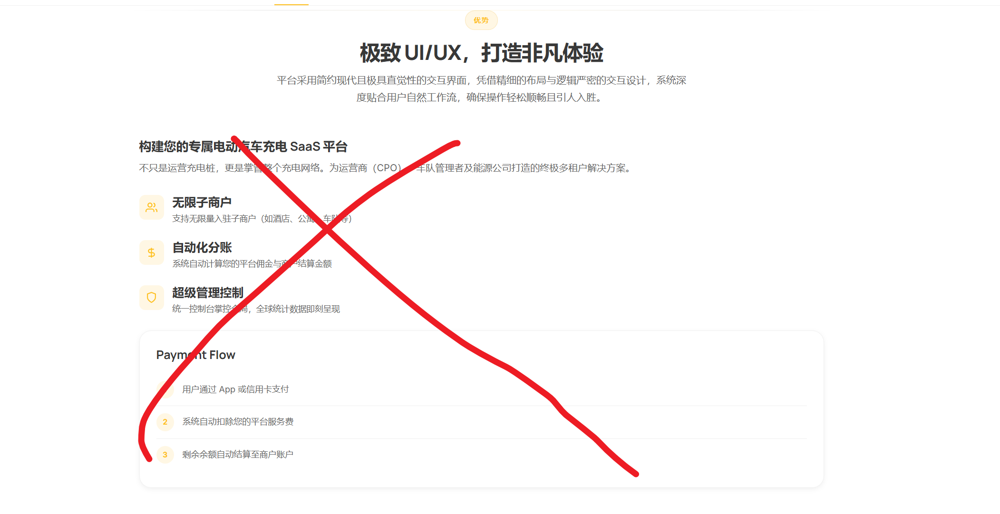 优势
极致 UI/UX，打造非凡体验
平台采用简约现代且极具直觉性的交互界面，凭借精细的布局与逻辑严密的交互设计，系统深
度贴合用户自然工作流，确保操作轻松顺畅且引人入胜。
构建您的专属电动汽车充电 SaaS 平台
不只是运营充电桩，更是掌管整个充电网络。为运营商（CPO）、车队管理者及能源公司打造的终极多租户解决方案。
无限子商户
支持无限量入驻子商户（如酒店、公寓、车队等）
自动化分账
系统自动计算您的平台佣金与商户结算金额
超级管理控制
统一控制台掌控全局，全球统计数据即刻呈现
Payment Flow
用户通过 App 或信用卡支付
2 系统自动扣除您的平台服务费
3 剩余余额自动结算至商户账户